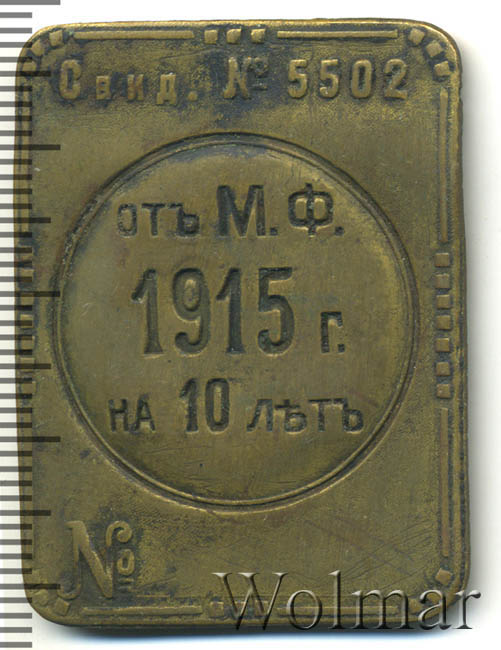 Свид. № 5502
отъ М. Ф.
1915 г.
на 10 лѣтъ
№
Wolmar